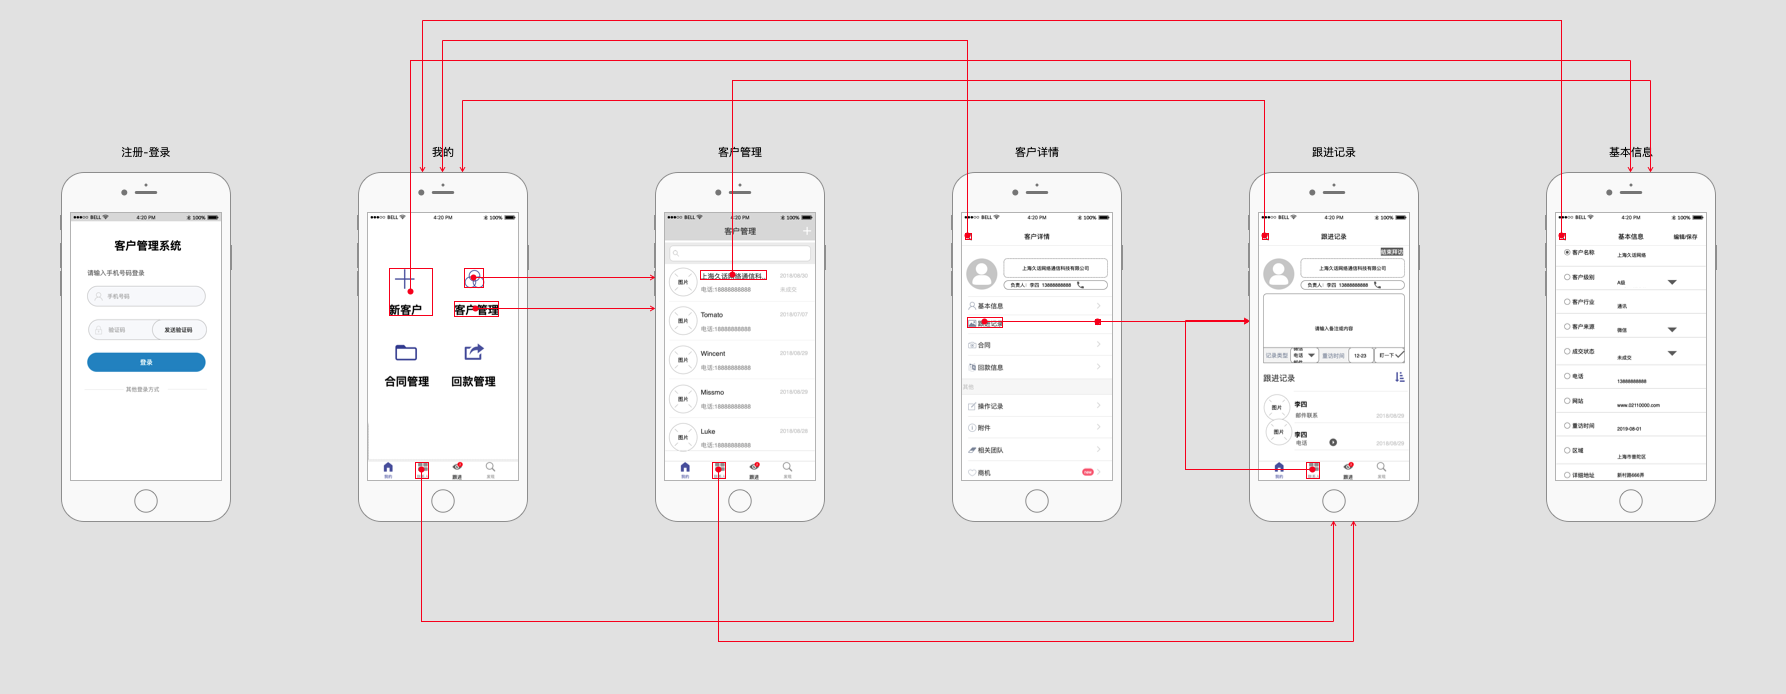 注册-登录
●●●○○ BELL 4:20 PM 100%
客户管理系统
请输入手机号码登录
手机号码
验证码 发送验证码
登录
其他登录方式
我的
●●●○○ BELL 4:20 PM 100%
新客户 客户管理
合同管理 回款管理
我的 跟进 发现
客户管理
●●●○○ BELL 4:20 PM 100%
客户管理 +
图片 上海久话网络通信科.. 2018/08/30
电话:18888888888 未成交
图片 Tomato 2018/07/07
电话:18888888888
图片 Wincent 2018/08/29
电话:18888888888
图片 Missmo 2018/08/29
电话:18888888888
图片 Luke 2018/08/28
电话:18888888888
我的 跟进 发现
客户详情
●●●○○ BELL 4:20 PM 100%
客户详情
上海久话网络通信科技有限公司
负责人：李四 13888888888
基本信息
跟进记录
合同
回款信息
其他
操作记录
附件
相关团队
商机 new
跟进记录
●●●○○ BELL 4:20 PM 100%
跟进记录
上海久话网络通信科技有限公司
负责人：李四 13888888888
请输入备注或内容
记录类型 电话 重访时间 12-23 盯一下
跟进记录
图片 李四
邮件联系 2018/08/29
图片 李四
电话 2018/08/29
我的 跟进 发现
基本信息
●●●○○ BELL 4:20 PM 100%
基本信息 编辑/保存
客户名称 上海久话网络
客户级别 A级
客户行业 通讯
客户来源 微信
成交状态 未成交
电话 13888888888
网站 www.02110000.com
重访时间 2019-08-01
区域 上海市普陀区
详细地址 新村路666弄